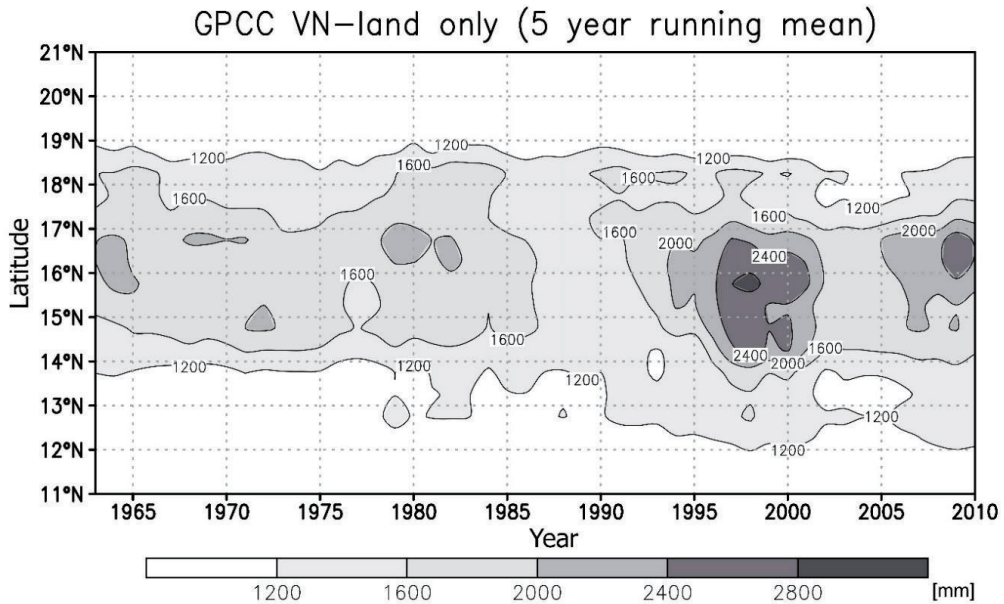 GPCC VN-land only (5 year running mean)
21°N
20°N
19°N
18°N
17°N
16°N
15°N
14°N
13°N
12°N
11°N
Latitude
1200
1600
1200
1600
1200
1600
1200
1600
2000
2400
1600
1200
2000
1600
1600
1200
1200
1200
2400
2000
1600
1200
1200
1965 1970 1975 1980 1985 1990 1995 2000 2005 2010
Year
1200 1600 2000 2400 2800 [mm]